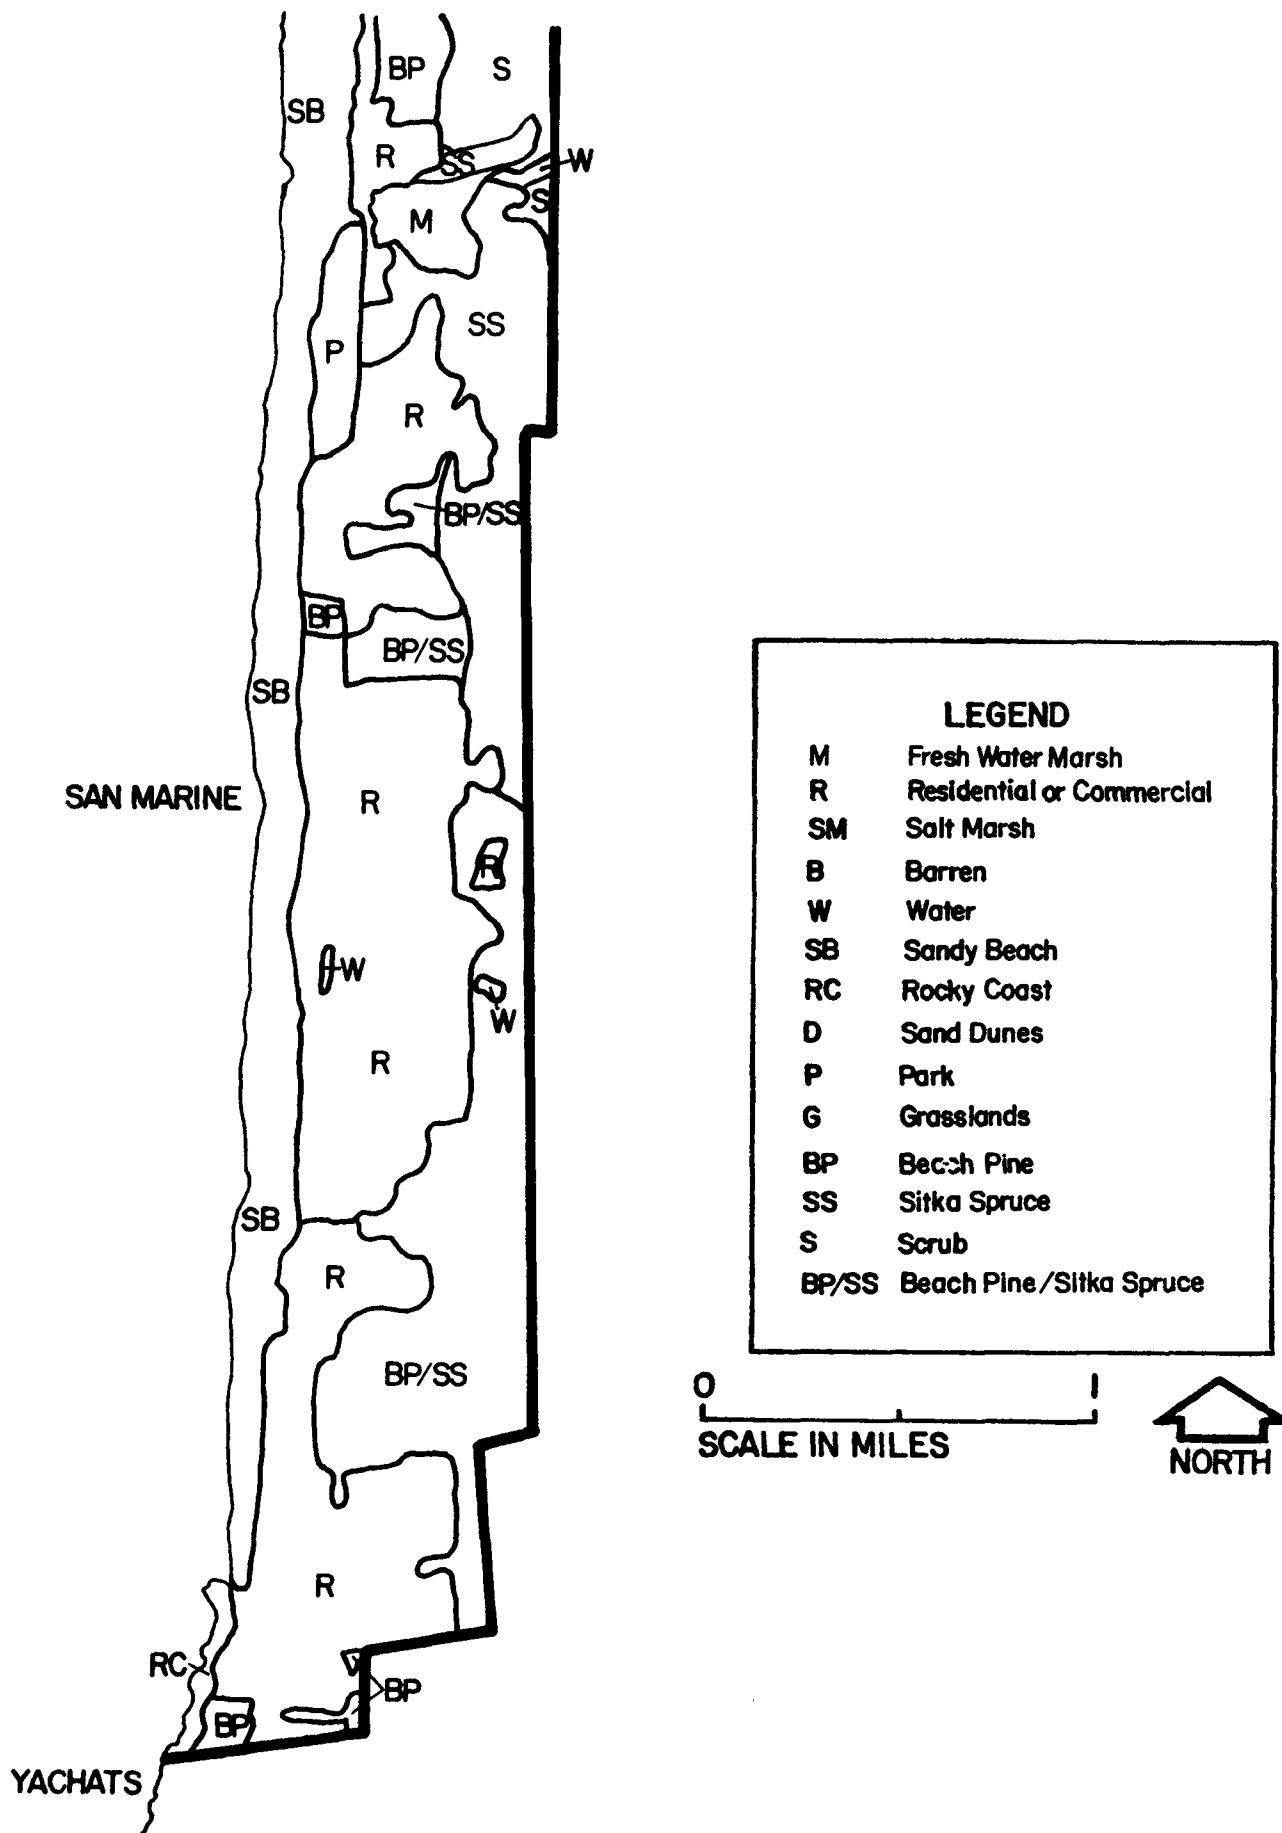 BP
S
SB
R
SS
W
S
M
SS
P
R
BP/SS
BP
BP/SS
SB
SAN MARINE
R
R
W
W
R
SB
R
BP/SS
R
RC
BP
BP
YACHATS
LEGEND
M Fresh Water Marsh
R Residential or Commercial
SM Salt Marsh
B Barren
W Water
SB Sandy Beach
RC Rocky Coast
D Sand Dunes
P Park
G Grasslands
BP Beach Pine
SS Sitka Spruce
S Scrub
BP/SS Beach Pine/Sitka Spruce
0 1
SCALE IN MILES
NORTH